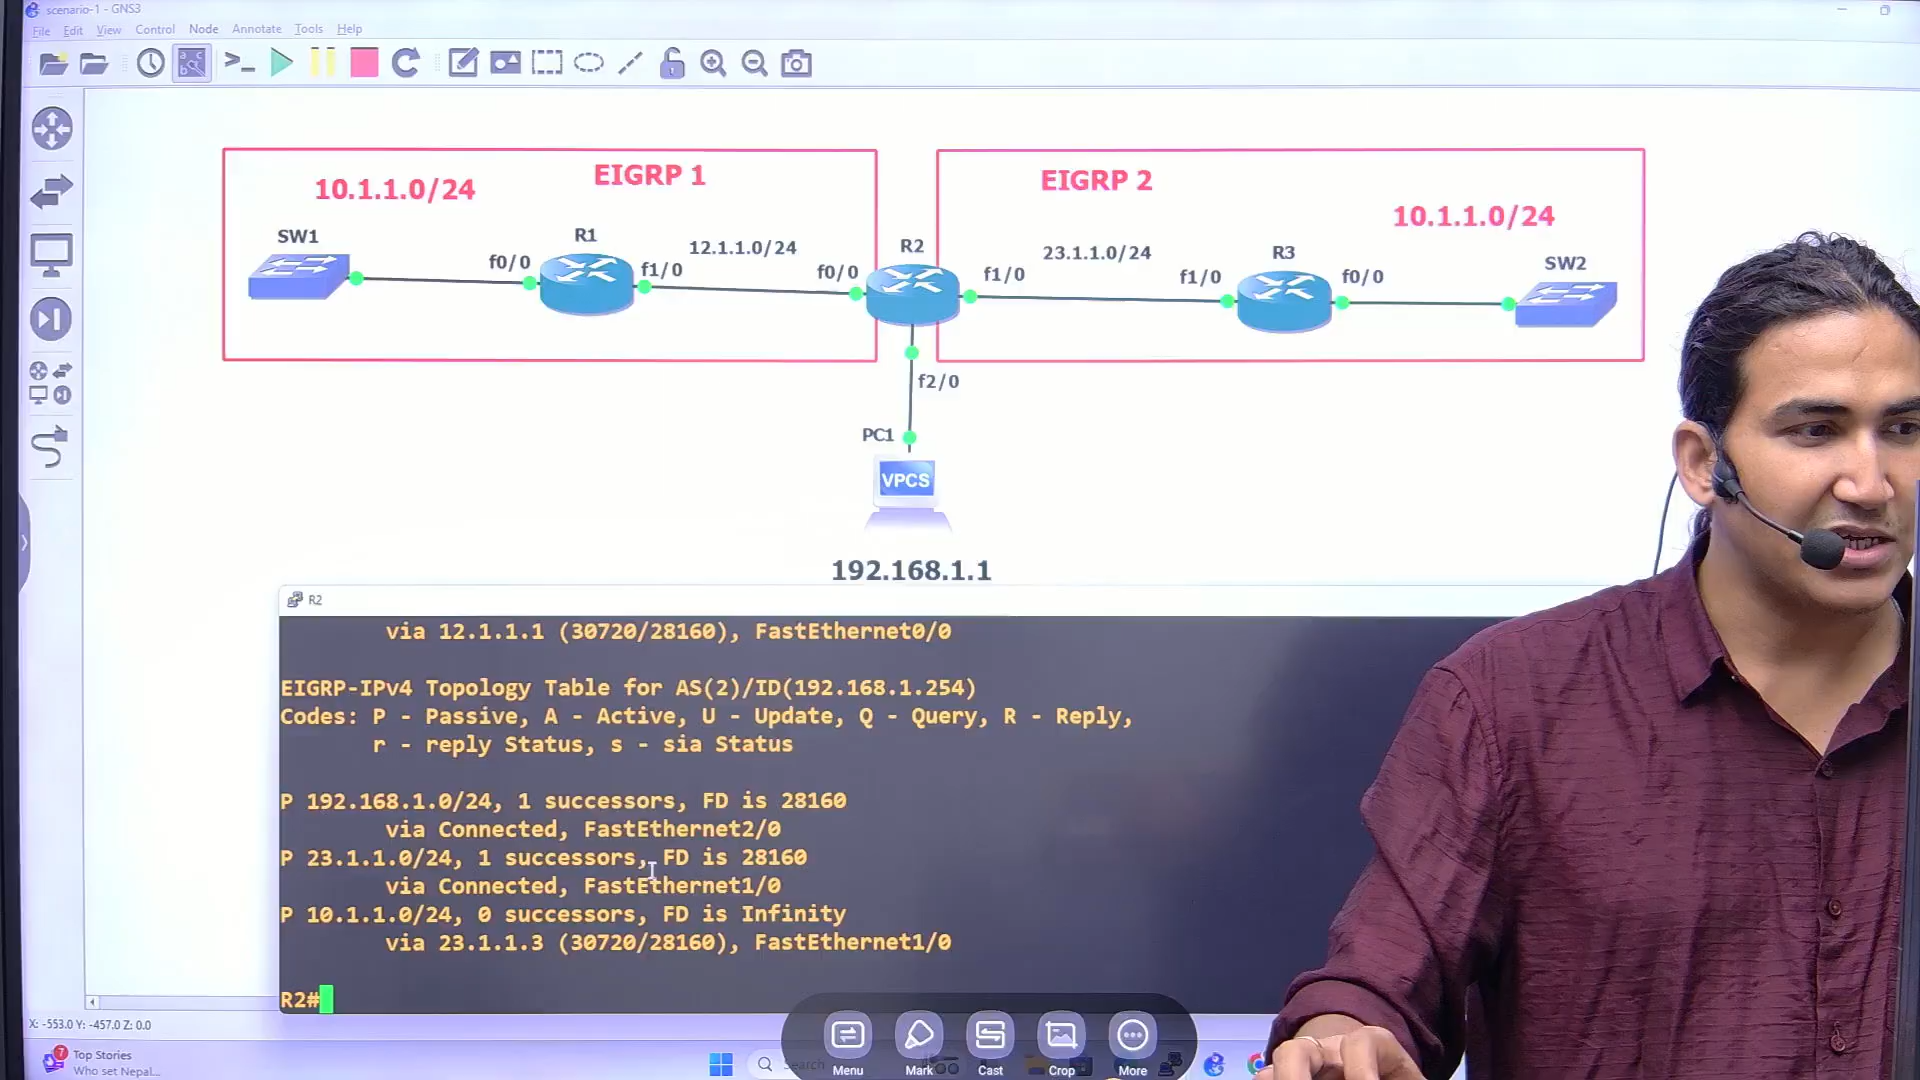 scenario-1 - GNS3
File Edit View Control Node Annotate Tools Help
EIGRP 1
10.1.1.0/24
EIGRP 2
10.1.1.0/24
SW1
R1
12.1.1.0/24
R2
23.1.1.0/24
R3
SW2
f0/0
f1/0
f0/0
f1/0
f1/0
f0/0
f2/0
PC1
VPCS
192.168.1.1
R2
via 12.1.1.1 (30720/28160), FastEthernet0/0
EIGRP-IPv4 Topology Table for AS(2)/ID(192.168.1.254)
Codes: P - Passive, A - Active, U - Update, Q - Query, R - Reply,
r - reply Status, s - sia Status
P 192.168.1.0/24, 1 successors, FD is 28160
via Connected, FastEthernet2/0
P 23.1.1.0/24, 1 successors, FD is 28160
via Connected, FastEthernet1/0
P 10.1.1.0/24, 0 successors, FD is Infinity
via 23.1.1.3 (30720/28160), FastEthernet1/0
R2#
X: -553.0 Y: -457.0 Z: 0.0
7
Top Stories
Who set Nepal...
Search
Menu Mark Cast Crop More